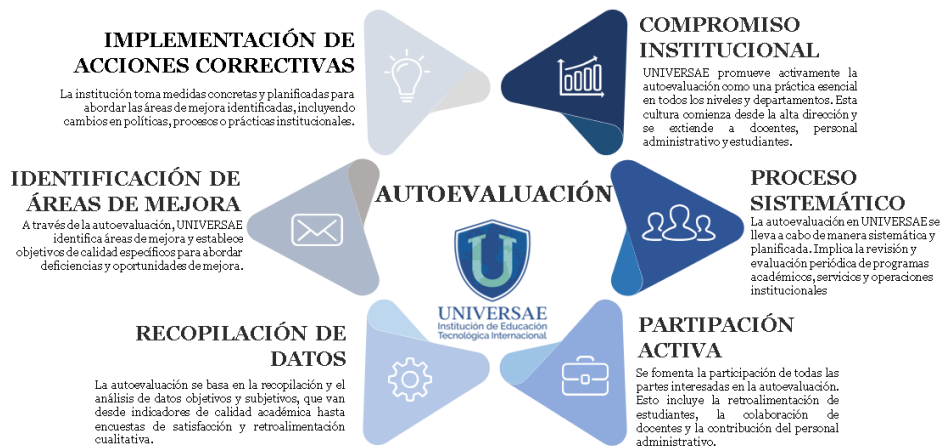 IMPLEMENTACIÓN DE
ACCIONES CORRECTIVAS
La institución toma medidas concretas y planificadas para
abordar las áreas de mejora identificadas, incluyendo
cambios en políticas, procesos o prácticas institucionales.
COMPROMISO
INSTITUCIONAL
UNIVERSAE promueve activamente la
autoevaluación como una práctica esencial
en todos los niveles y departamentos. Esta
cultura comienza desde la alta dirección y
se extiende a docentes, personal
administrativo y estudiantes.
IDENTIFICACIÓN DE
ÁREAS DE MEJORA
A través de la autoevaluación, UNIVERSAE
identifica áreas de mejora y establece
objetivos de calidad específicos para abordar
deficiencias y oportunidades de mejora.
AUTOEVALUACIÓN
UNIVERSAE
Institución de Educación
Tecnológica Internacional
PROCESO
SISTEMÁTICO
La autoevaluación en UNIVERSAE se
lleva a cabo de manera sistemática y
planificada. Implica la revisión y
evaluación periódica de programas
académicos, servicios y operaciones
institucionales
RECOPILACIÓN DE
DATOS
La autoevaluación se basa en la recopilación y el
análisis de datos objetivos y subjetivos, que van
desde indicadores de calidad académica hasta
encuestas de satisfacción y retroalimentación
cualitativa.
PARTIPACIÓN
ACTIVA
Se fomenta la participación de todas las
partes interesadas en la autoevaluación.
Esto incluye la retroalimentación de
estudiantes, la colaboración de
docentes y la contribución del personal
administrativo.